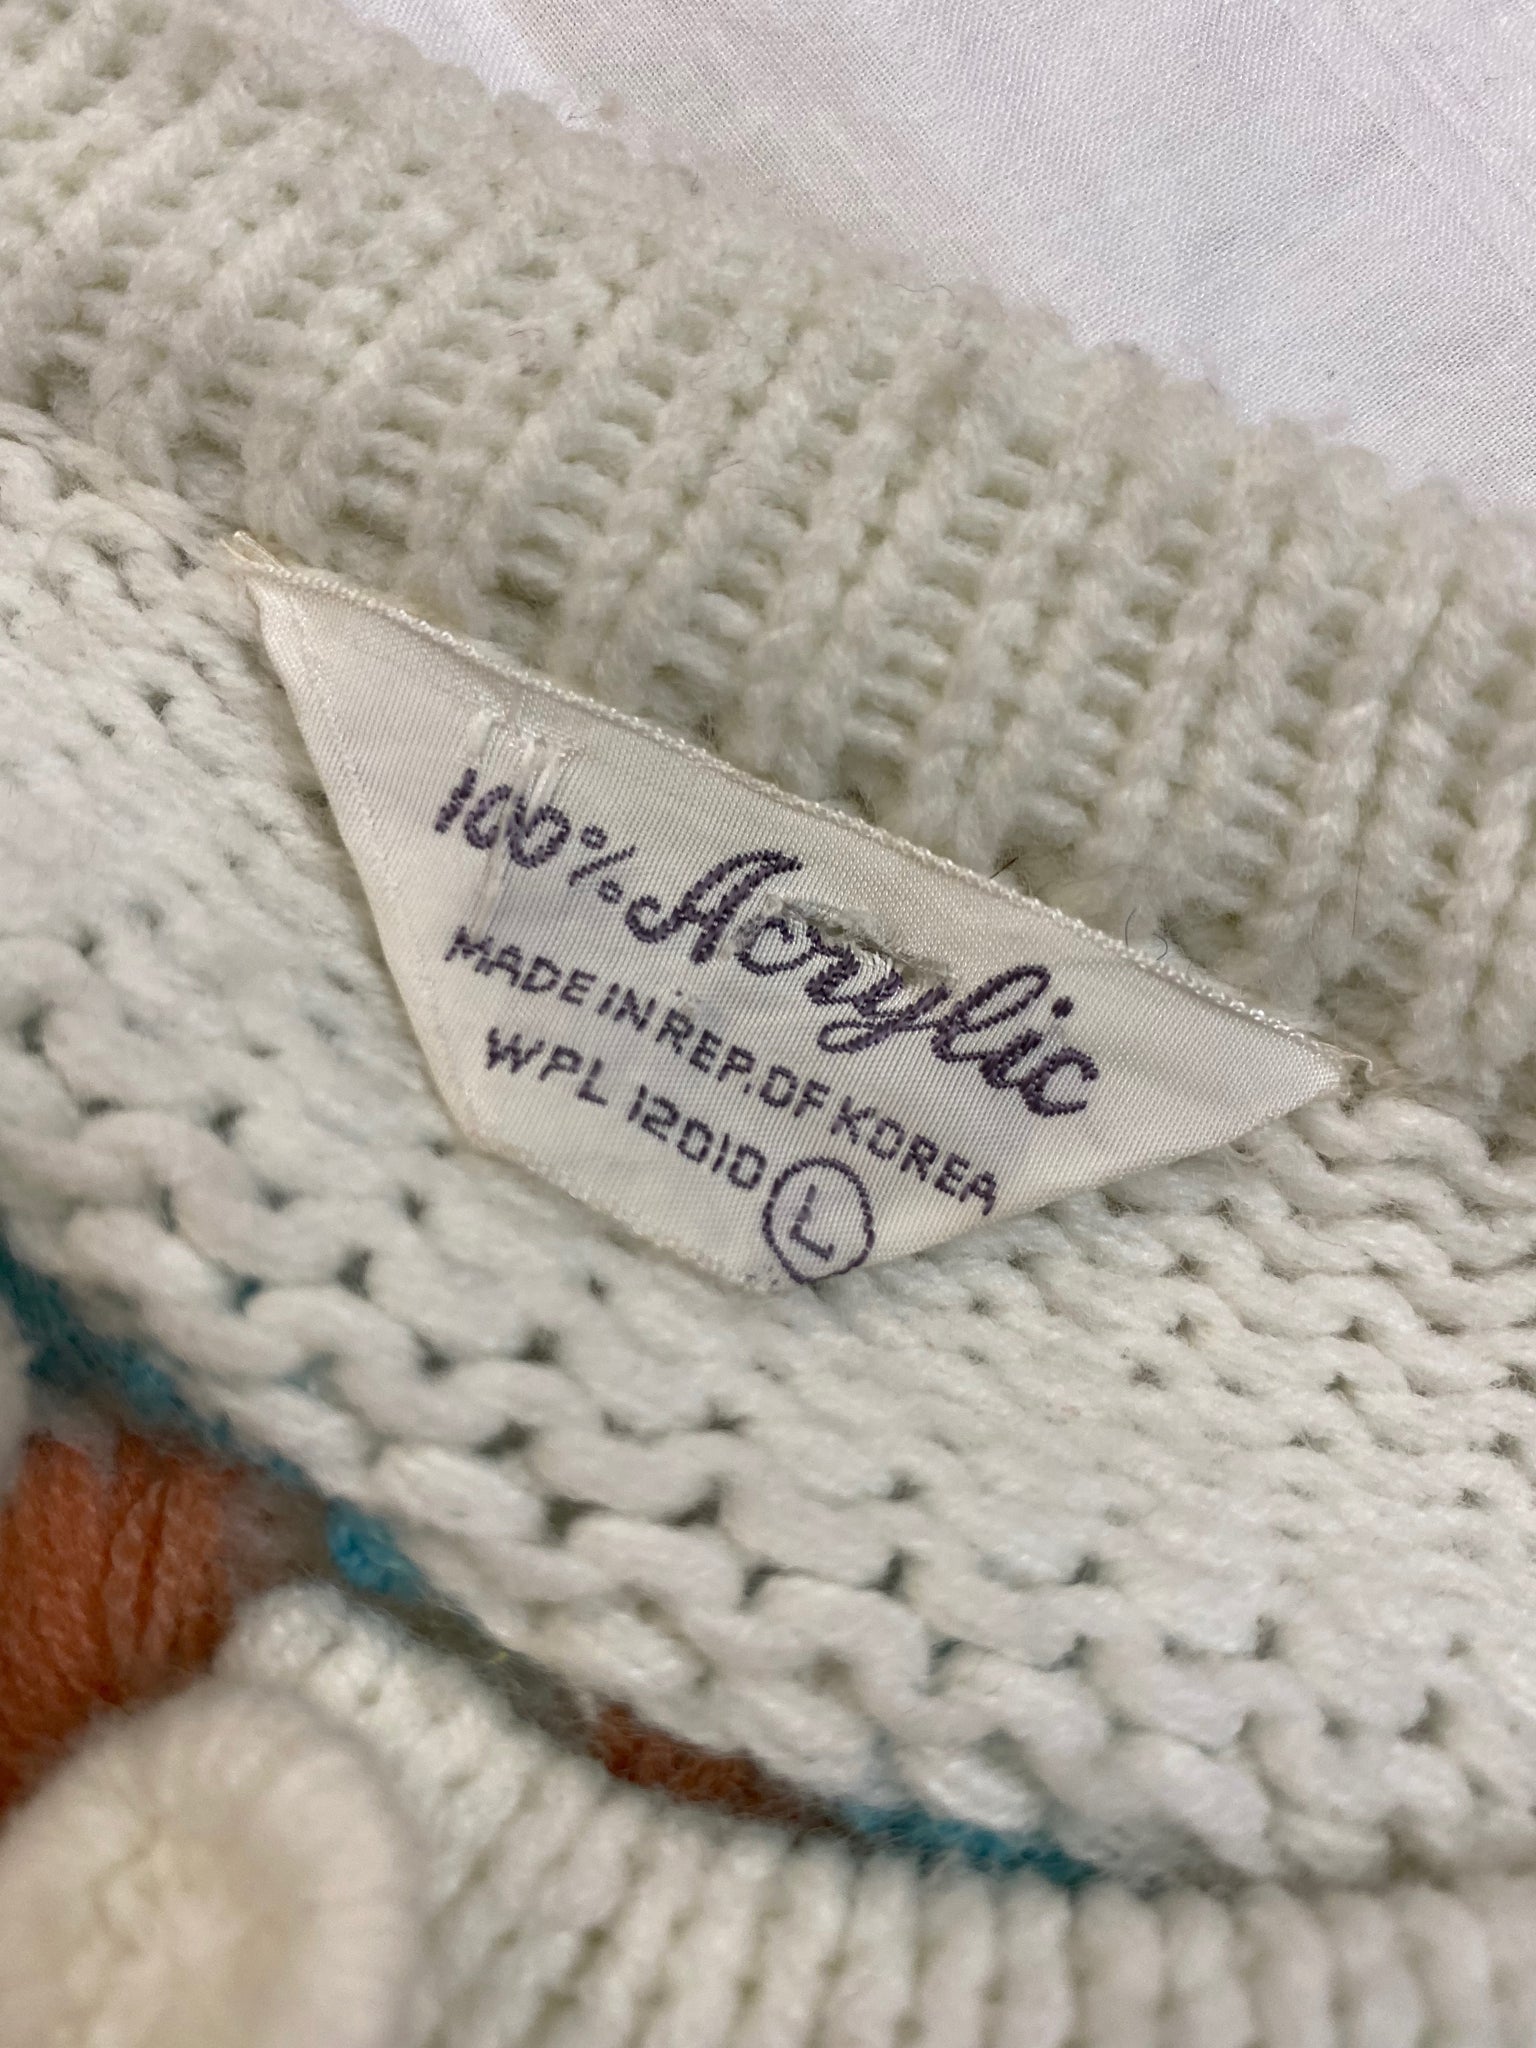 100% Acrylic
MADE IN REP. OF KOREA
WPL 12010 L